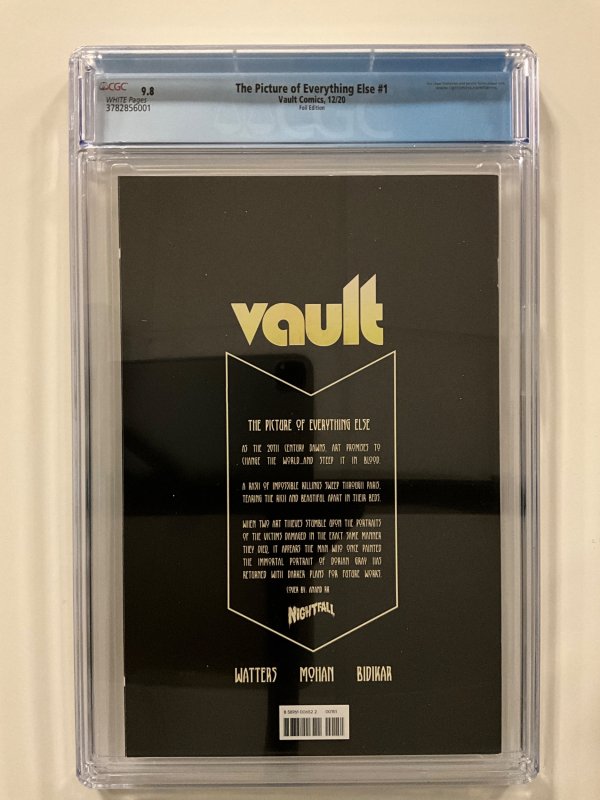 CGC
9.8
WHITE Pages
3782856001
The Picture of Everything Else #1
Vault Comics, 12/20
Foil Edition
vault
THE PICTURE OF EVERYTHING ELSE
AS THE 20TH CENTURY DAWNS, ART PROMISES TO
CHANGE THE WORLD...AND STEEP IT IN BLOOD.
A RASH OF IMPOSSIBLE KILLINGS SWEEP THROUGH PARIS,
TEARING THE RICH AND BEAUTIFUL APART IN THEIR BEDS.
WHEN TWO ART THIEVES STUMBLE UPON THE PORTRAITS
OF THE VICTIMS DAMAGED IN THE EXACT SAME MANNER
THEY DIED, IT APPEARS THE MAN WHO ONCE PAINTED
THE IMMORTAL PORTRAIT OF DORIAN GRAY HAS
RETURNED WITH DARKER PLANS FOR FUTURE WORKS.
COVER BY: ANAND RK
NIGHTFALL
WATTERS MOHAN BIDIKAR